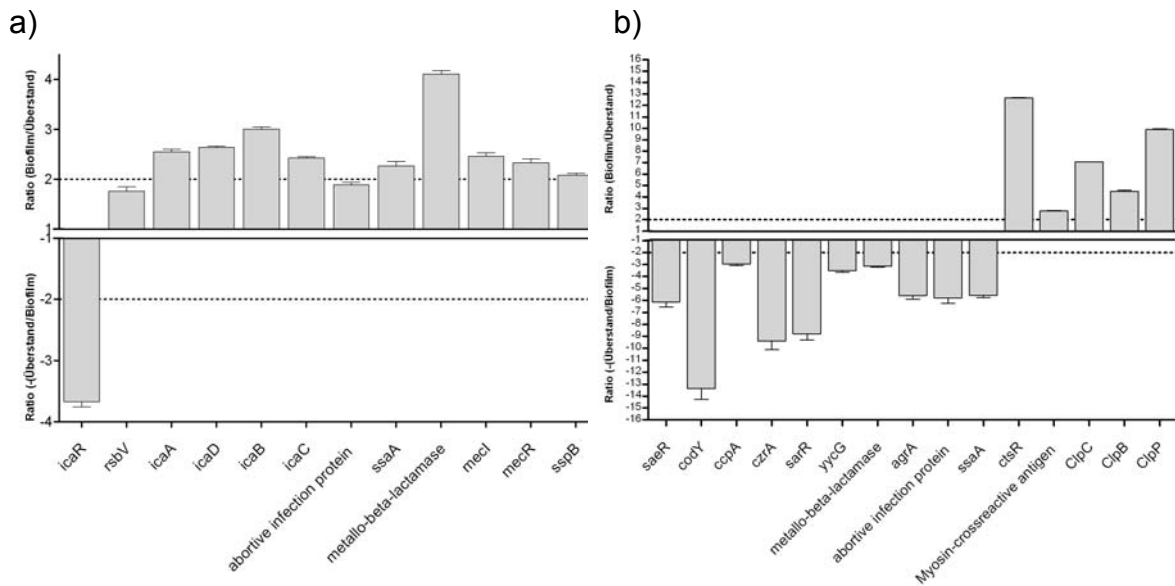 a)
Ratio (Biofilm/Überstand)
4
3
2
1
Ratio (-(Überstand/Biofilm)
-1
-2
-3
-4
icaR
rsbV
icaA
icaD
icaB
icaC
abortive infection protein
ssaA
metallo-beta-lactamase
mecI
mecR
sspB
b)
Ratio (Biofilm/Überstand)
16
15
14
13
12
11
10
9
8
7
6
5
4
3
2
1
Ratio (-(Überstand/Biofilm)
-1
-2
-3
-4
-5
-6
-7
-8
-9
-10
-11
-12
-13
-14
-15
-16
saeR
codY
ccpA
czrA
sarR
yycG
metallo-beta-lactamase
agrA
abortive infection protein
ssaA
clsR
Myosin-crossreactive antigen
ClpC
ClpB
ClpP